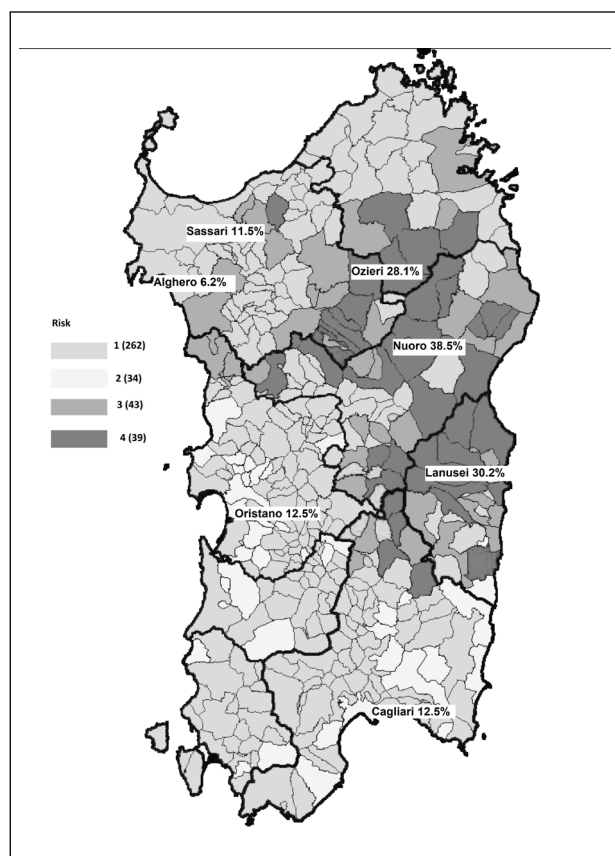 Sassari 11.5%
Ozieri 28.1%
Alghero 6.2%
Risk
1 (262)
2 (34)
3 (43)
4 (39)
Nuoro 38.5%
Lanusei 30.2%
Oristano 12.5%
Cagliari 12.5%